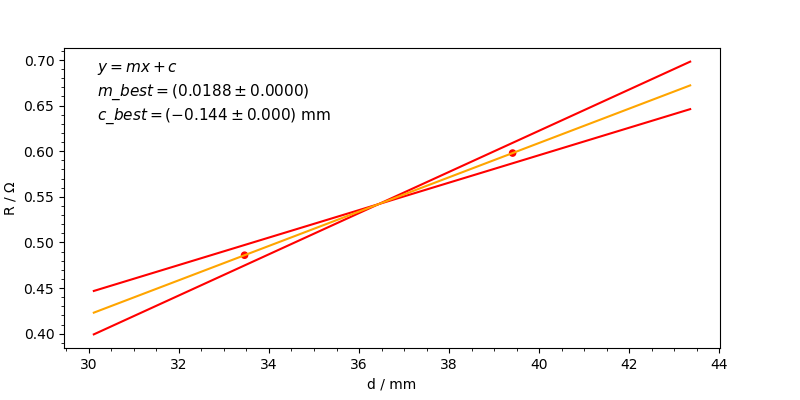 y = mx + c
m_best = (0.0188 ± 0.0000)
c_best = (−0.144 ± 0.000) mm
0.70
0.65
0.60
0.55
0.50
0.45
0.40
R / Ω
30 32 34 36 38 40 42 44
d / mm